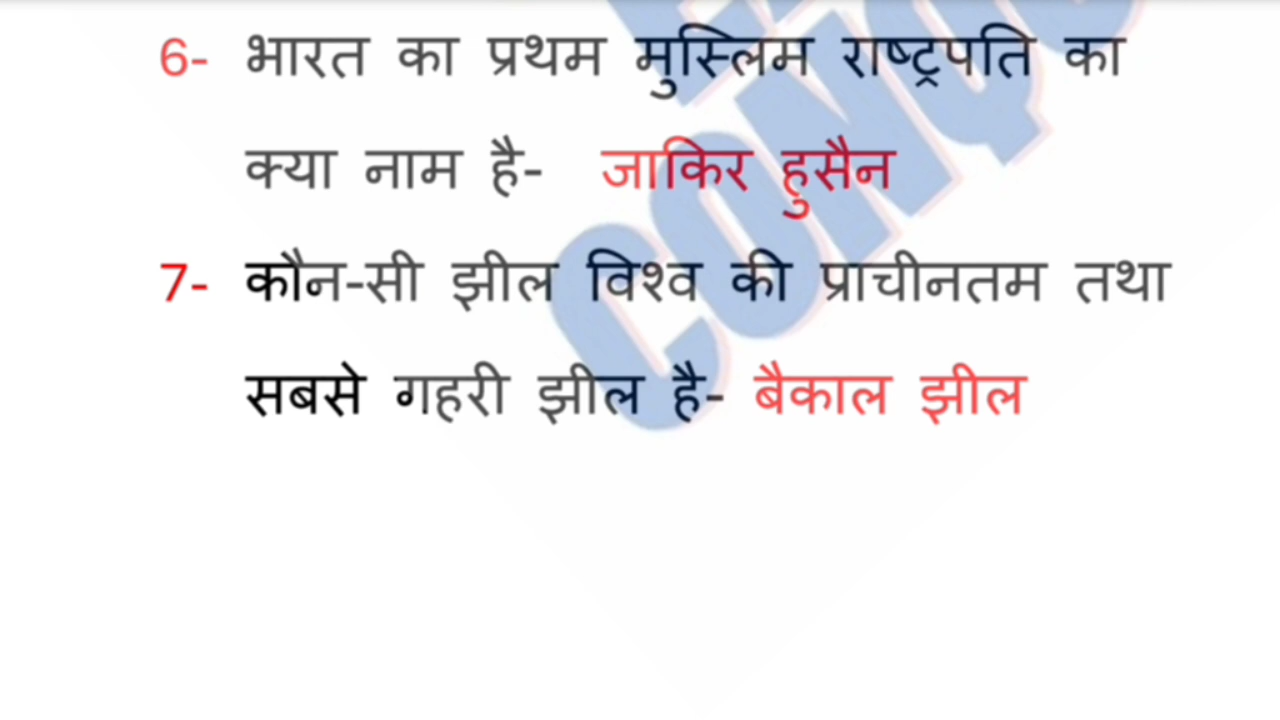 6- भारत का प्रथम मुस्लिम राष्ट्रपति का
क्या नाम है- जाकिर हुसैन
7- कौन-सी झील विश्व की प्राचीनतम तथा
सबसे गहरी झील है- बैकाल झील